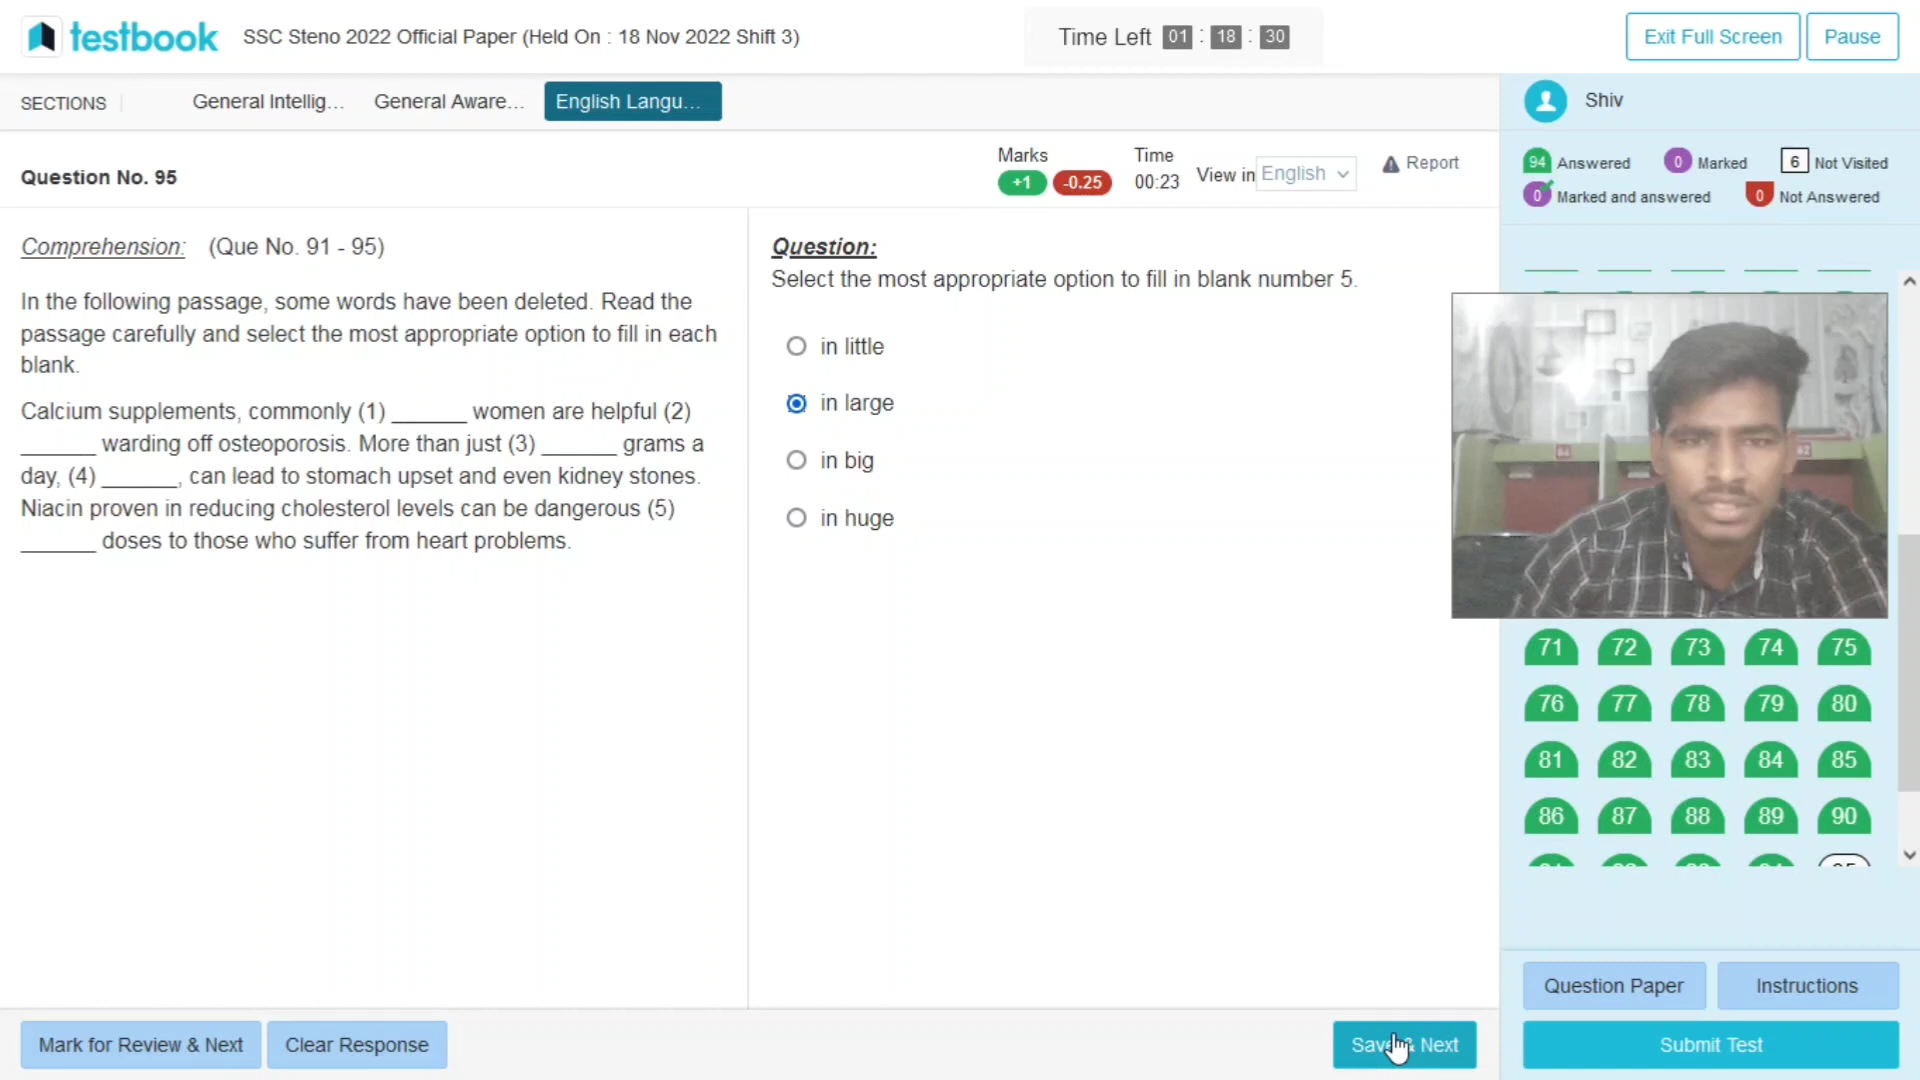 testbook SSC Steno 2022 Official Paper (Held On : 18 Nov 2022 Shift 3) Time Left 01 : 18 : 30 Exit Full Screen Pause
SECTIONS General Intellig... General Aware... English Langu...
Shiv
Question No. 95
Marks
+1 -0.25
Time
00:23
View in English
Report
94 Answered 0 Marked 6 Not Visited
0 Marked and answered 0 Not Answered
Comprehension: (Que No. 91 - 95)
In the following passage, some words have been deleted. Read the
passage carefully and select the most appropriate option to fill in each
blank.
Calcium supplements, commonly (1) ______ women are helpful (2)
______ warding off osteoporosis. More than just (3) ______ grams a
day, (4) ______, can lead to stomach upset and even kidney stones.
Niacin proven in reducing cholesterol levels can be dangerous (5)
______ doses to those who suffer from heart problems.
Question:
Select the most appropriate option to fill in blank number 5.
in little
in large
in big
in huge
71 72 73 74 75
76 77 78 79 80
81 82 83 84 85
86 87 88 89 90
Question Paper Instructions
Mark for Review & Next Clear Response Save & Next Submit Test